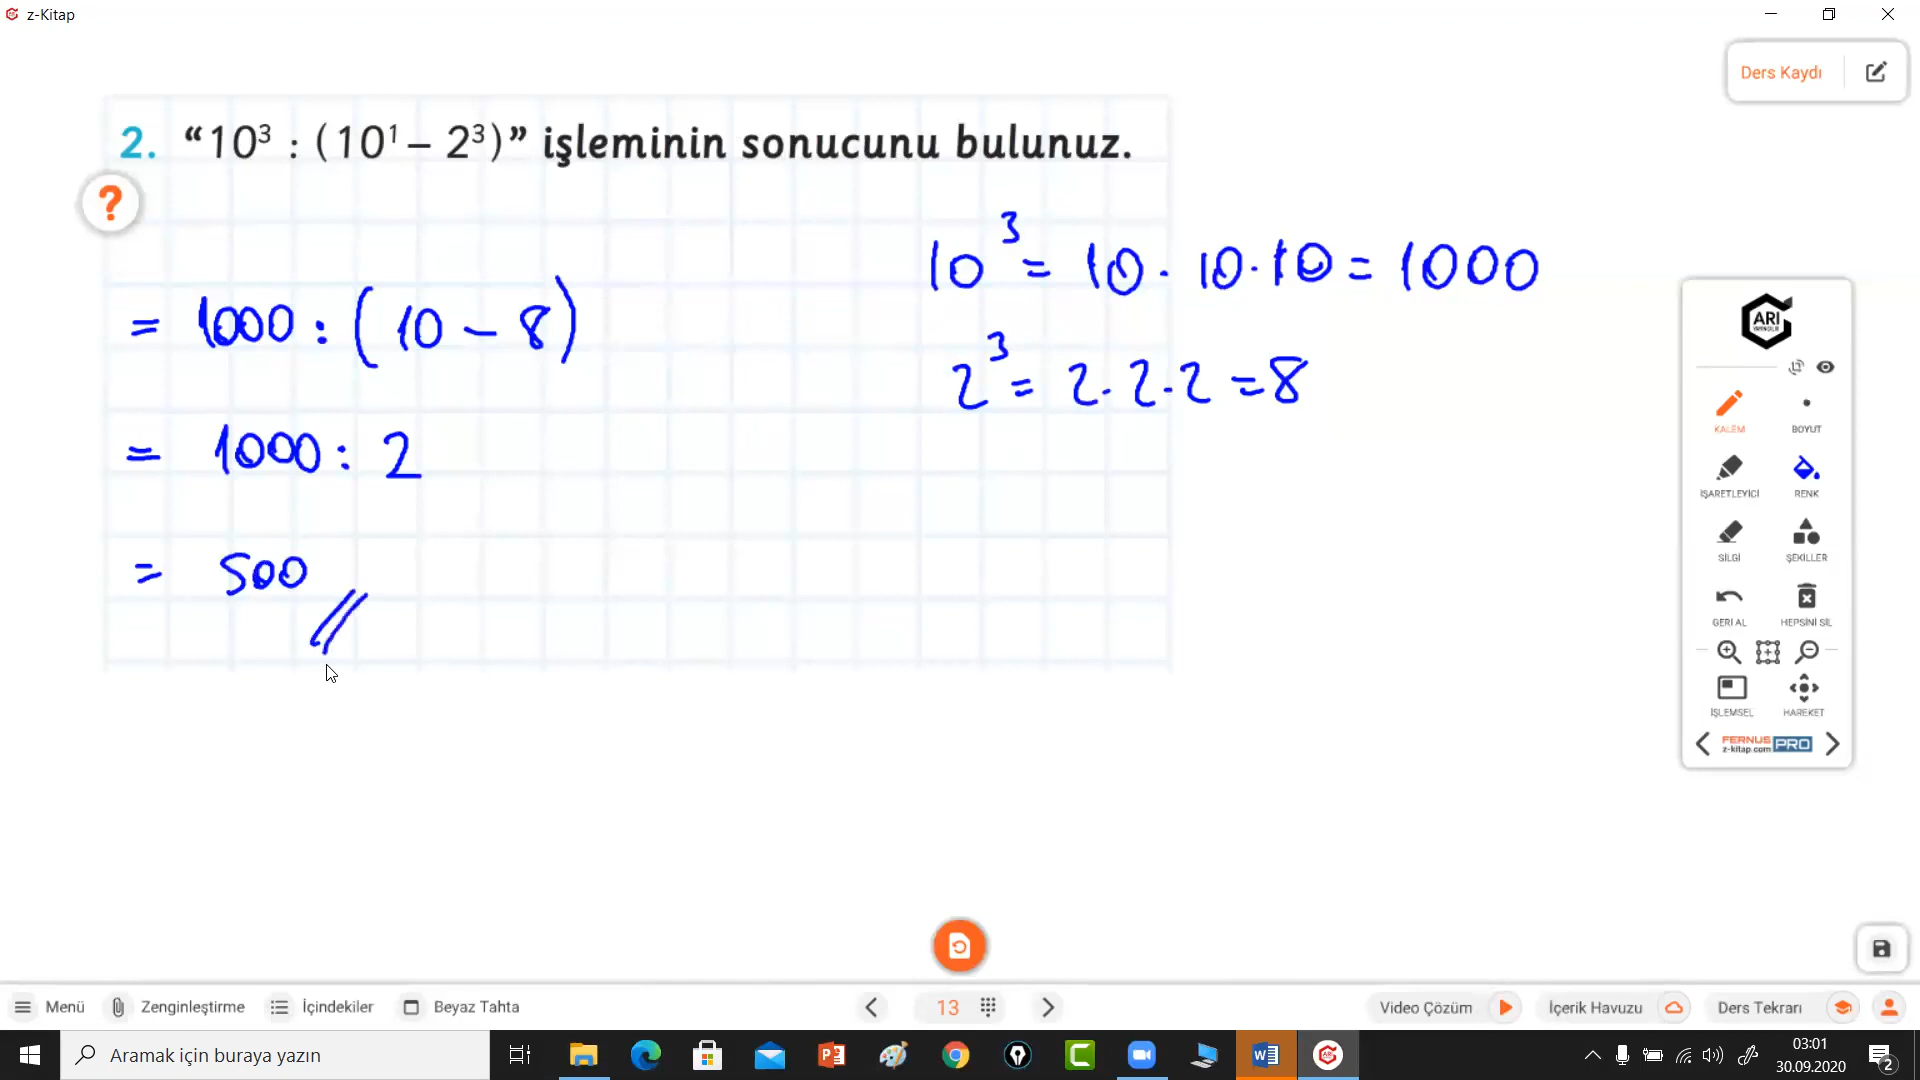 z-Kitap
Ders Kaydı
2. “10³ : (10¹ – 2³)” işleminin sonucunu bulunuz.
?
10³ = 10 · 10 · 10 = 1000
= 1000 : (10 – 8)
2³ = 2 · 2 · 2 = 8
= 1000 : 2
= 500 //
ARI
KALEM BOYUT
İŞARETLEYİCİ RENK
SİLGİ ŞEKİLLER
GERİ AL HEPSİNİ SİL
İŞLEMSEL HAREKET
FERNUS PRO
z-kitap.com
Menü Zenginleştirme İçindekiler Beyaz Tahta 13 Video Çözüm İçerik Havuzu Ders Tekrarı
Aramak için buraya yazın
03:01
30.09.2020
2